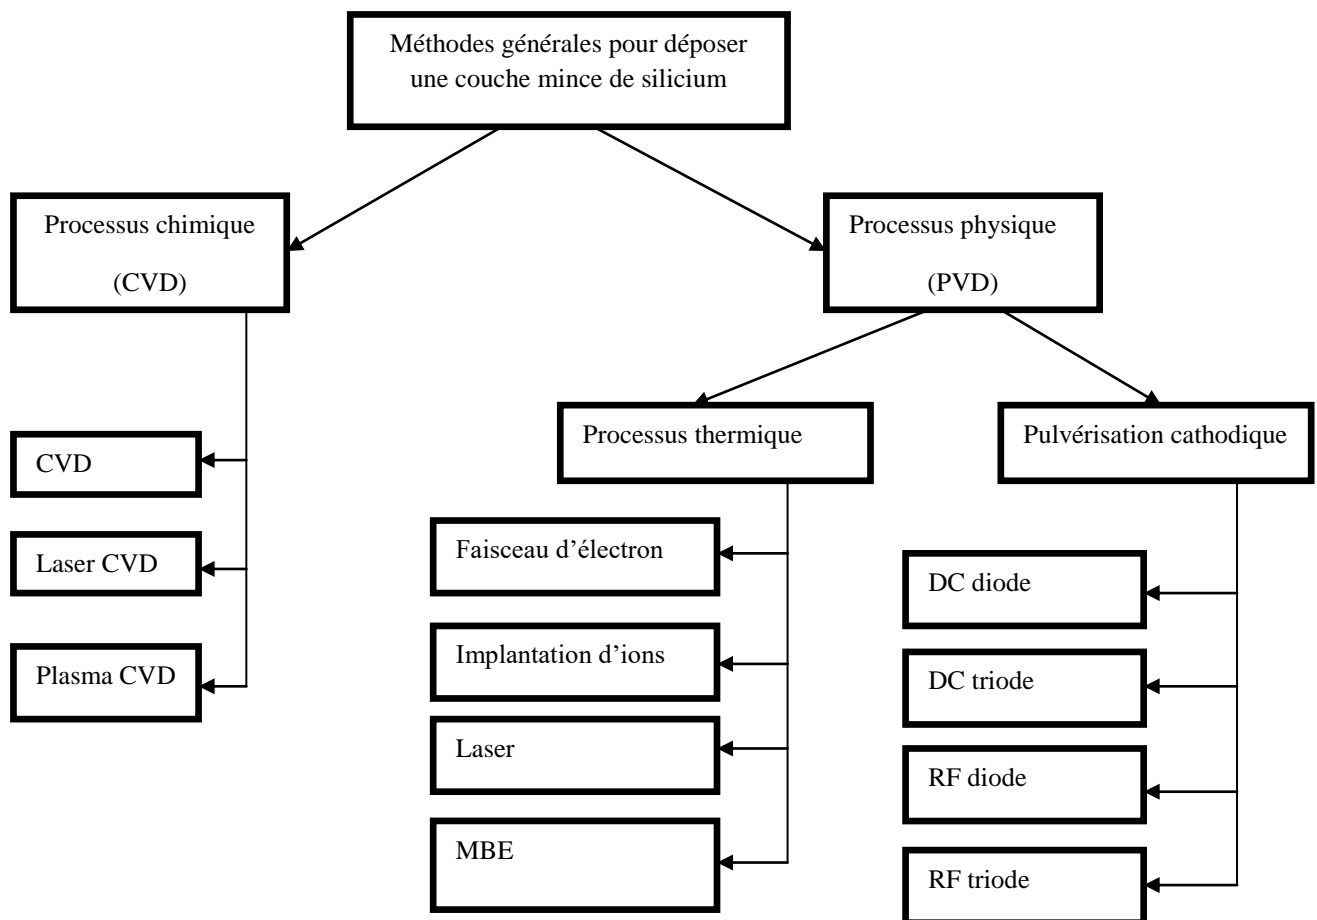 Méthodes générales pour déposer
une couche mince de silicium
Processus chimique
(CVD)
Processus physique
(PVD)
Processus thermique
Pulvérisation cathodique
CVD
Laser CVD
Plasma CVD
Faisceau d’électron
Implantation d’ions
Laser
MBE
DC diode
DC triode
RF diode
RF triode